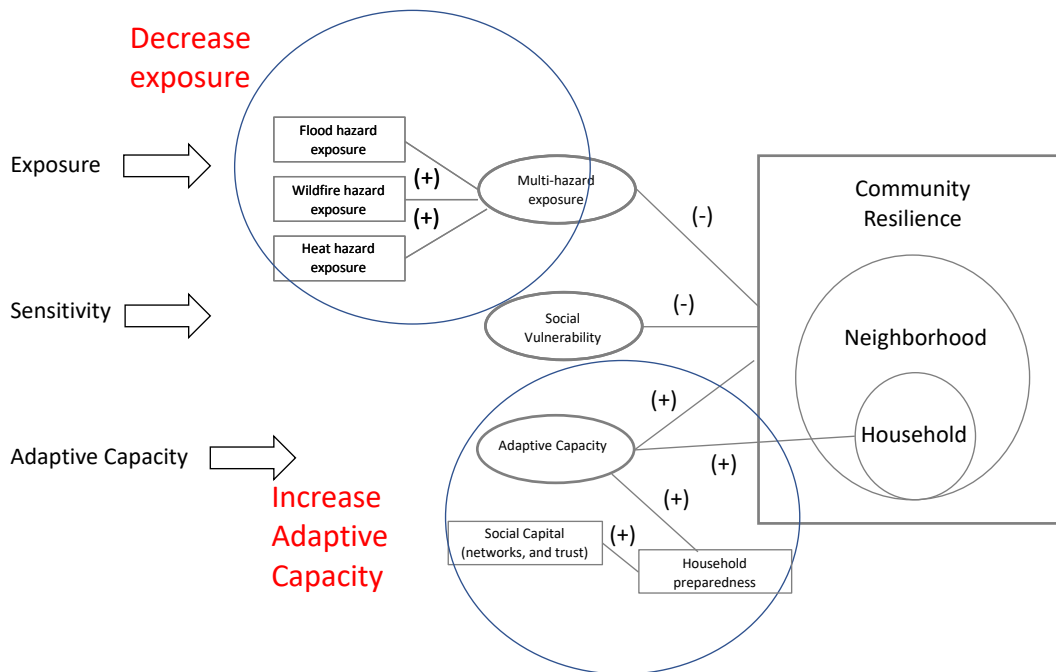 Decrease
exposure
Exposure
Flood hazard
exposure
(+)
Wildfire hazard
exposure
(+)
Heat hazard
exposure
Multi-hazard
exposure
(-)
Community
Resilience
Sensitivity
Social
Vulnerability
(-)
Neighborhood
Household
Adaptive Capacity
Adaptive Capacity
(+)
(+)
(+)
Increase
Adaptive
Capacity
Social Capital
(networks, and trust)
(+)
Household
preparedness